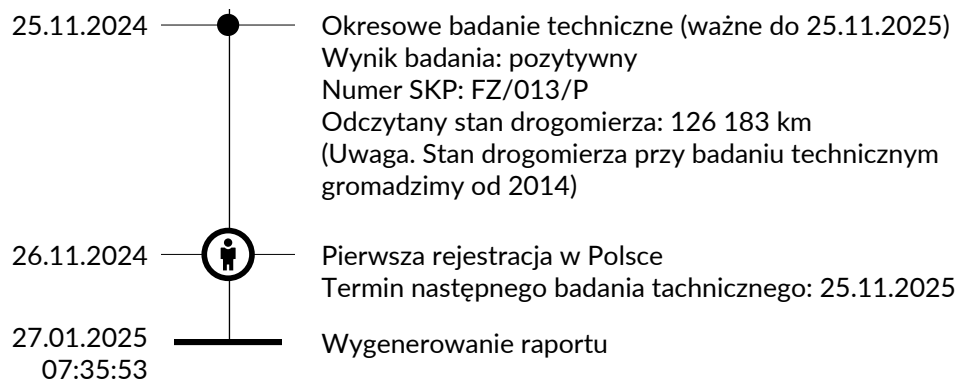 25.11.2024
Okresowe badanie techniczne (ważne do 25.11.2025)
Wynik badania: pozytywny
Numer SKP: FZ/013/P
Odczytany stan drogomierza: 126 183 km
(Uwaga. Stan drogomierza przy badaniu technicznym
gromadzimy od 2014)
26.11.2024
Pierwsza rejestracja w Polsce
Termin następnego badania tachnicznego: 25.11.2025
27.01.2025
07:35:53
Wygenerowanie raportu